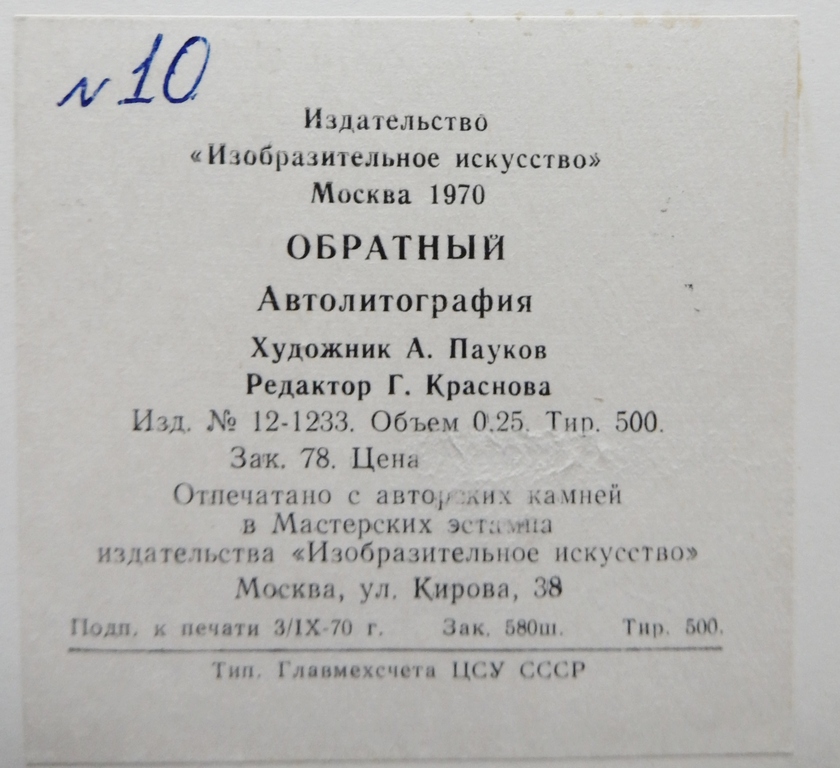 № 10
Издательство
«Изобразительное искусство»
Москва 1970
ОБРАТНЫЙ
Автолитография
Художник А. Пауков
Редактор Г. Краснова
Изд. № 12-1233. Объем 0.25. Тир. 500.
Зак. 78. Цена
Отпечатано с авторских камней
в Мастерских эстампа
издательства «Изобразительное искусство»
Москва, ул. Кирова, 38
Подп. к печати 3/IX-70 г. Зак. 580ш. Тир. 500.
Тип. Главмехсчета ЦСУ СССР